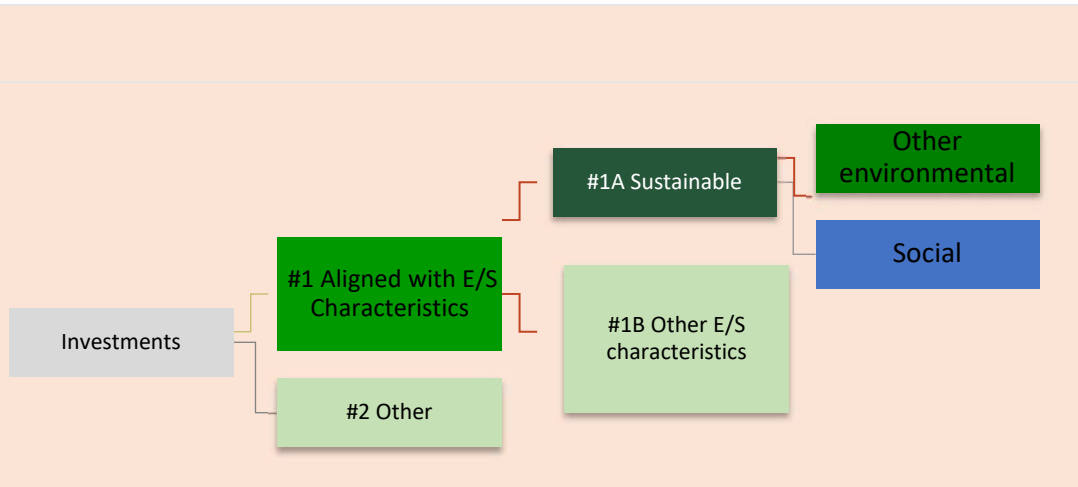 Other
environmental
#1A Sustainable
Social
#1 Aligned with E/S
Characteristics
#1B Other E/S
characteristics
Investments
#2 Other